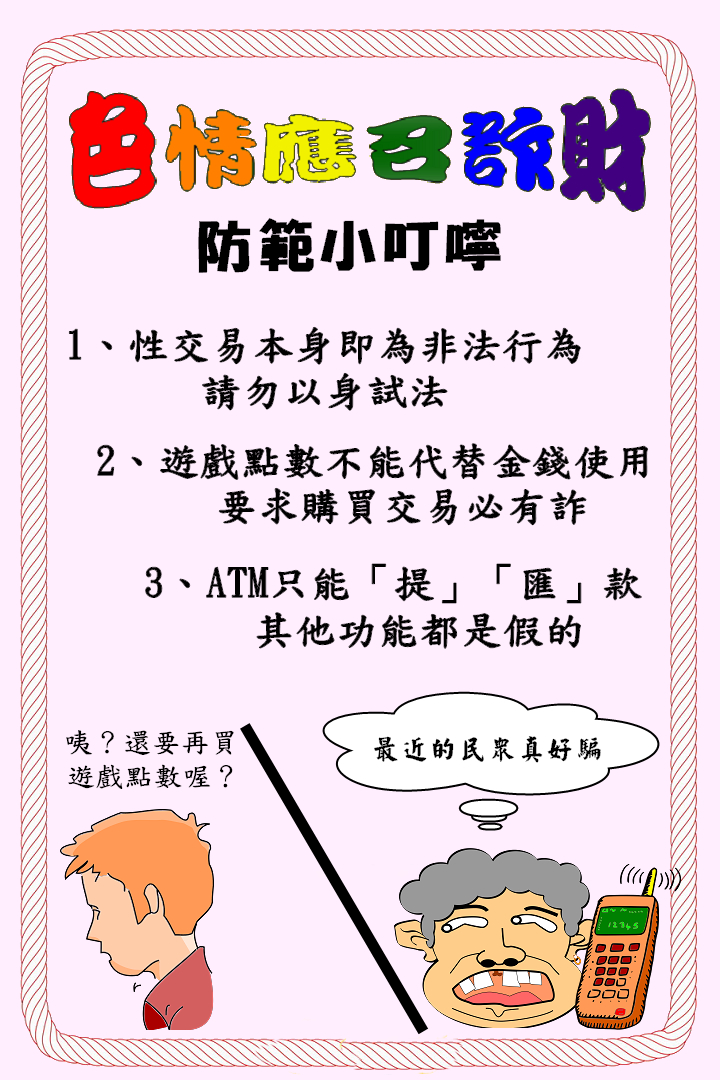 色情應召詐財
防範小叮嚀
1、性交易本身即為非法行為
請勿以身試法
2、遊戲點數不能代替金錢使用
要求購買交易必有詐
3、ATM只能「提」「匯」款
其他功能都是假的
咦？還要再買
遊戲點數喔？
最近的民眾真好騙
12345